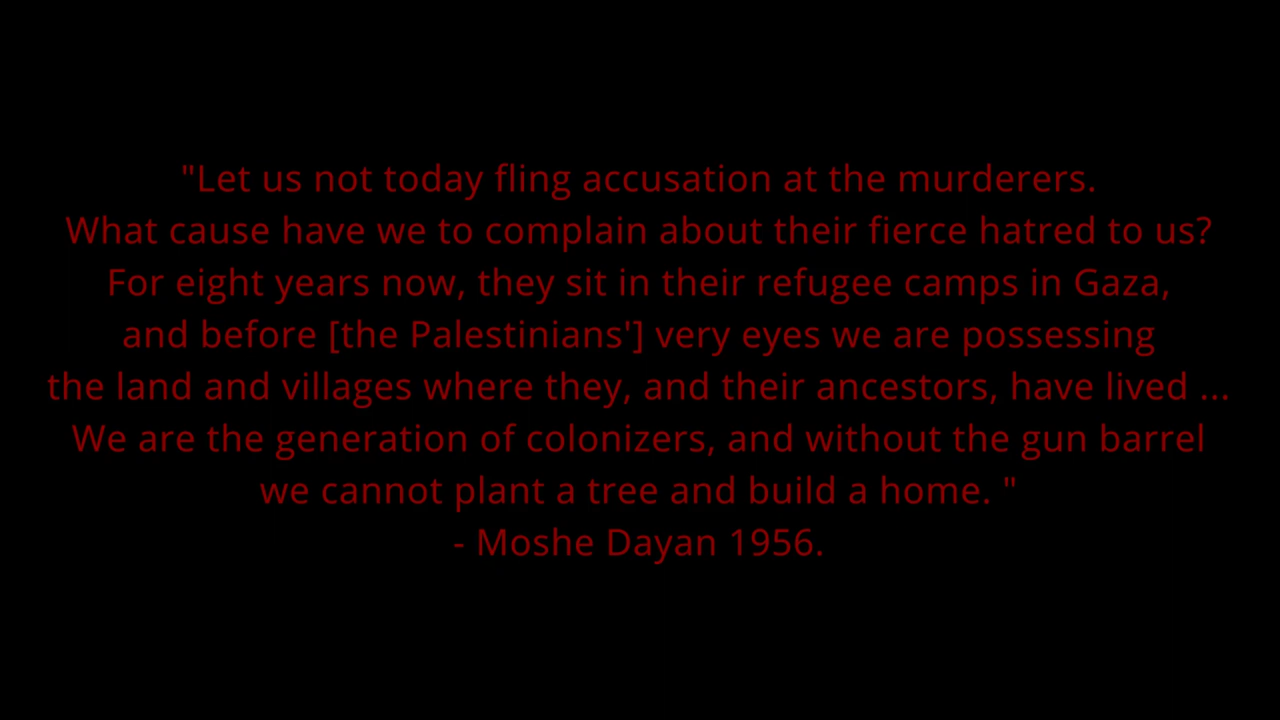 "Let us not today fling accusation at the murderers.
What cause have we to complain about their fierce hatred to us?
For eight years now, they sit in their refugee camps in Gaza,
and before [the Palestinians'] very eyes we are possessing
the land and villages where they, and their ancestors, have lived ...
We are the generation of colonizers, and without the gun barrel
we cannot plant a tree and build a home. "
- Moshe Dayan 1956.